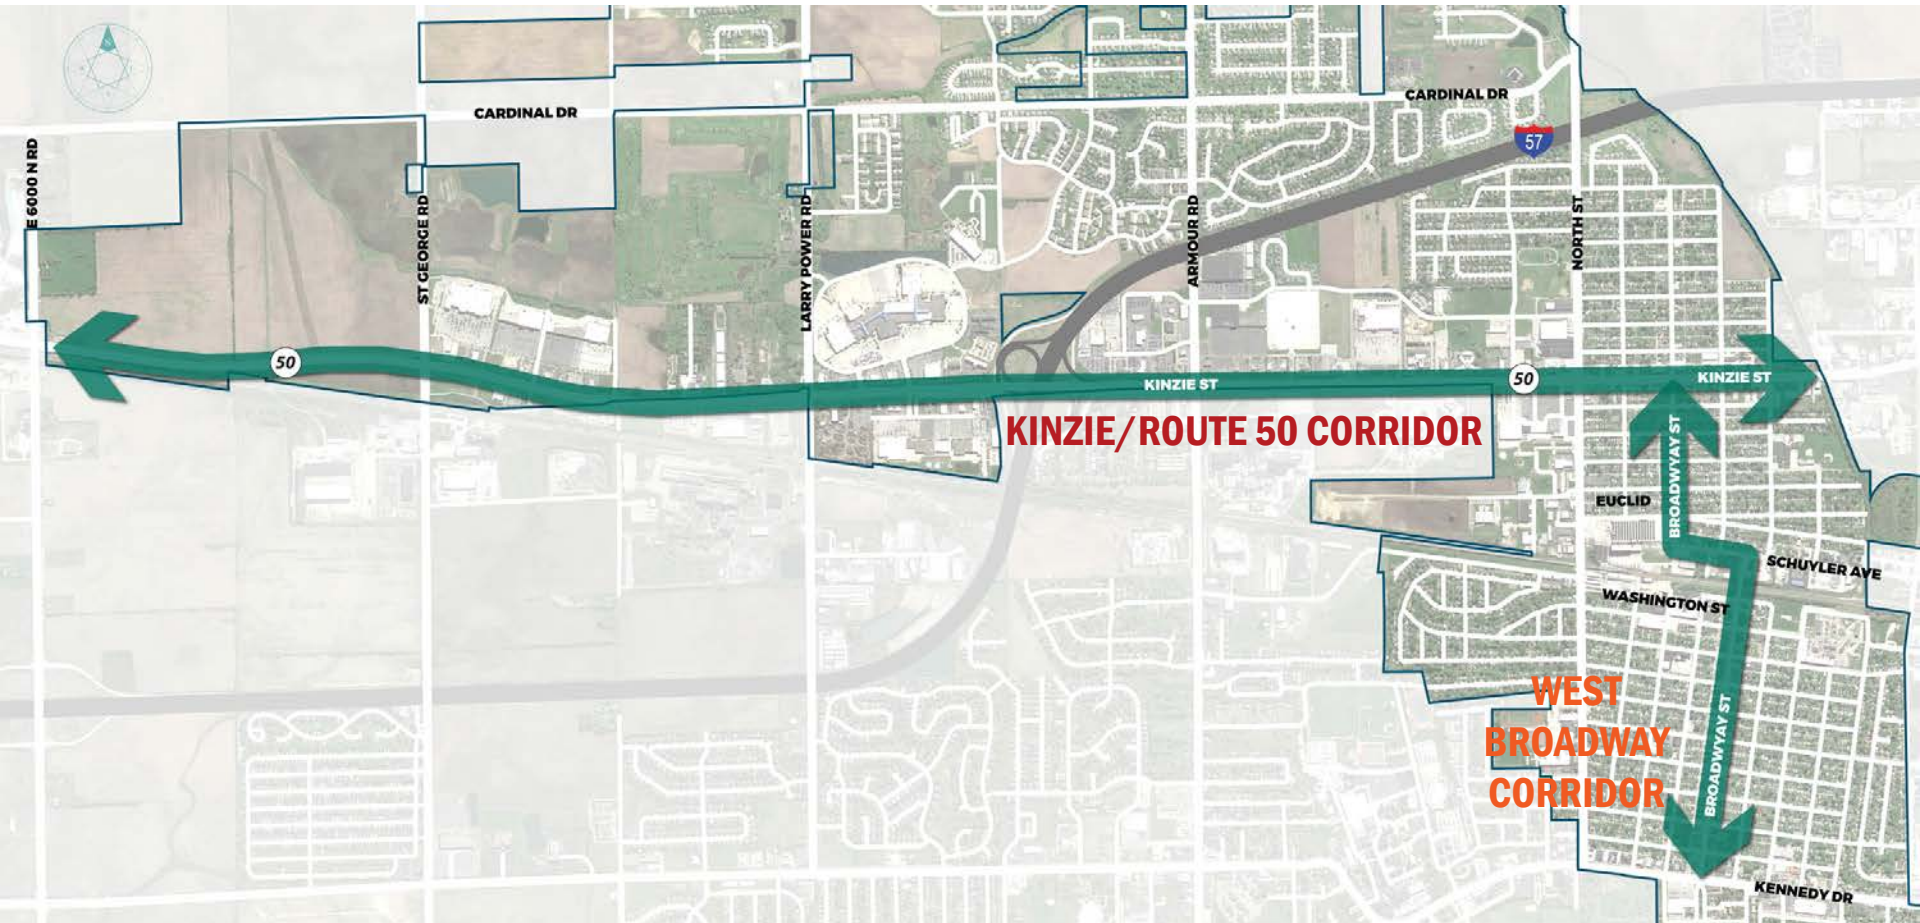 N
CARDINAL DR
CARDINAL DR
57
E 6000 N RD
ST GEORGE RD
LARRY POWER RD
ARMOUR RD
NORTH ST
50
KINZIE ST
50
KINZIE ST
KINZIE/ROUTE 50 CORRIDOR
BROADWYAY ST
EUCLID
SCHUYLER AVE
WASHINGTON ST
WEST
BROADWAY
CORRIDOR
BROADWYAY ST
KENNEDY DR